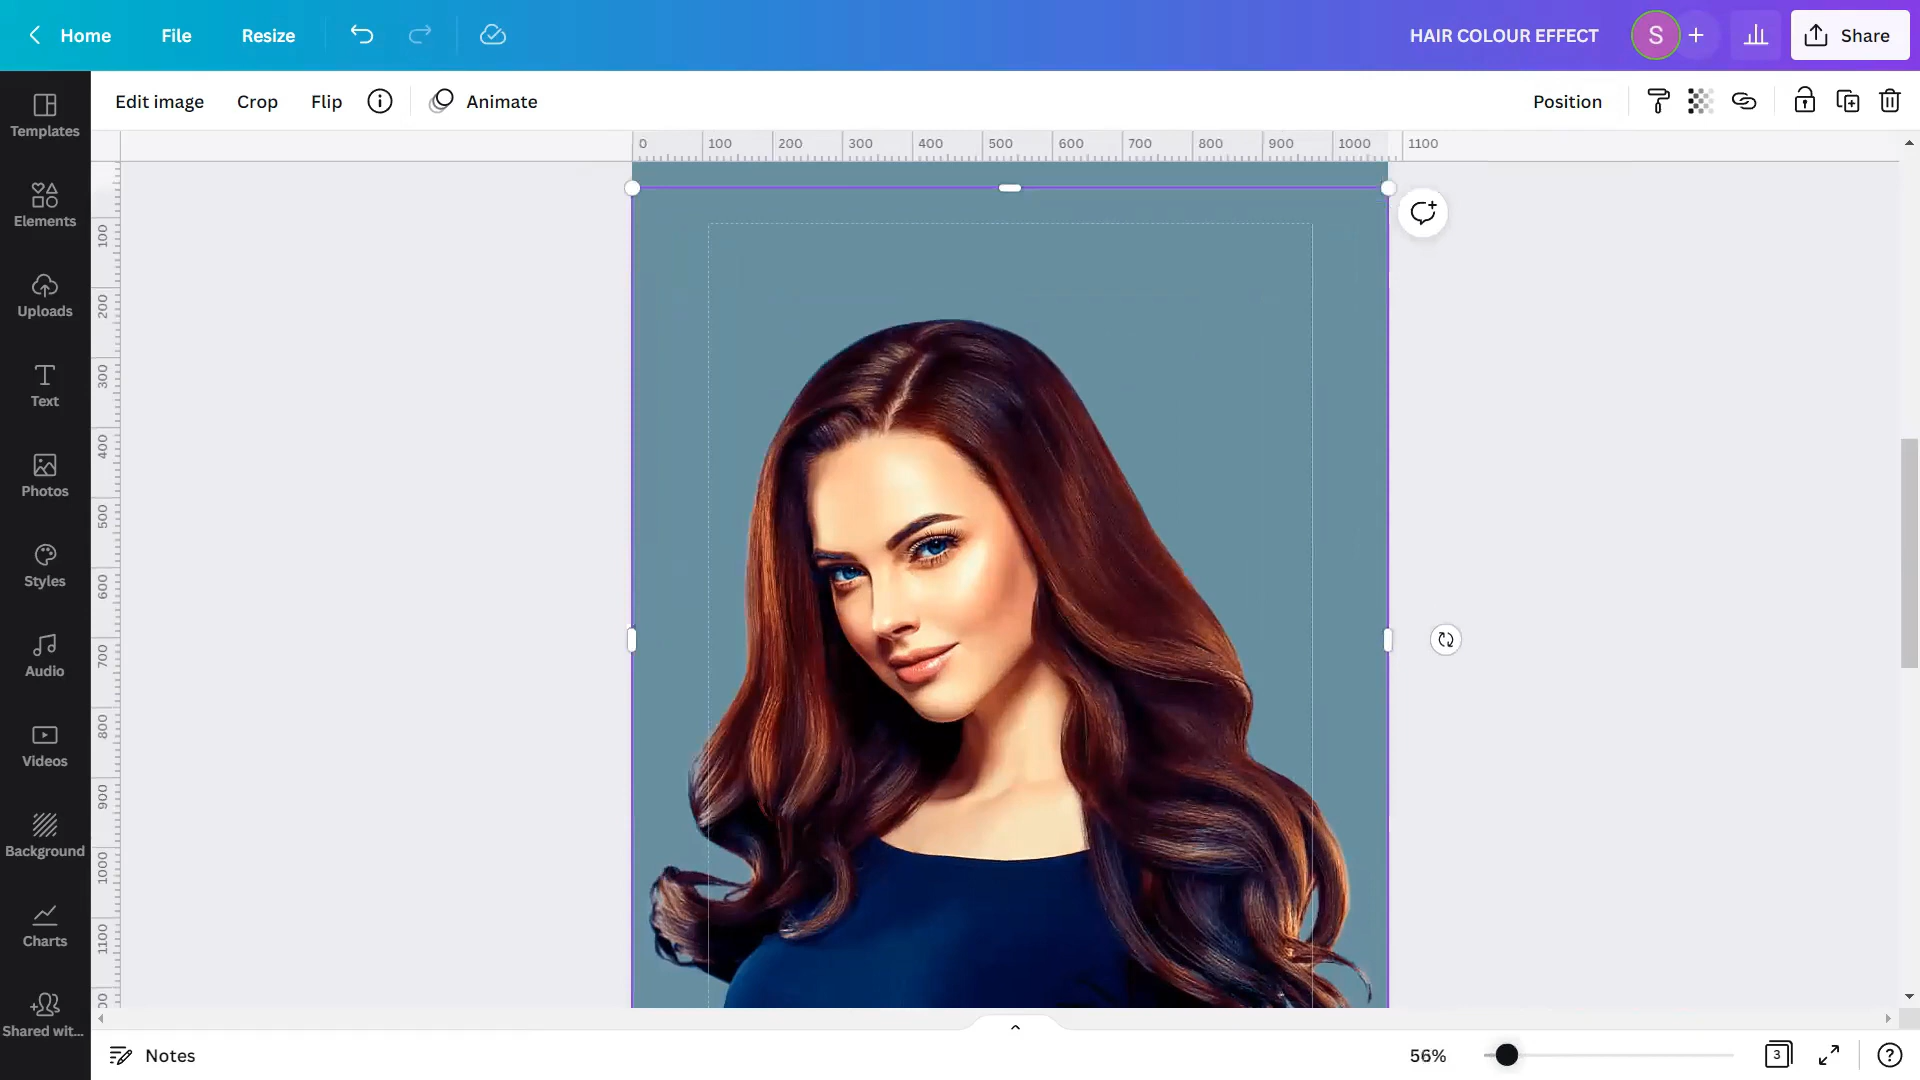 Home File Resize HAIR COLOUR EFFECT S + Share
Edit image Crop Flip Animate Position
Templates
Elements
Uploads
Text
Photos
Styles
Audio
Videos
Background
Charts
Shared wit...
0 100 200 300 400 500 600 700 800 900 1000 1100
100
200
300
400
500
600
700
800
900
1000
1100
Notes 56% 3 ?